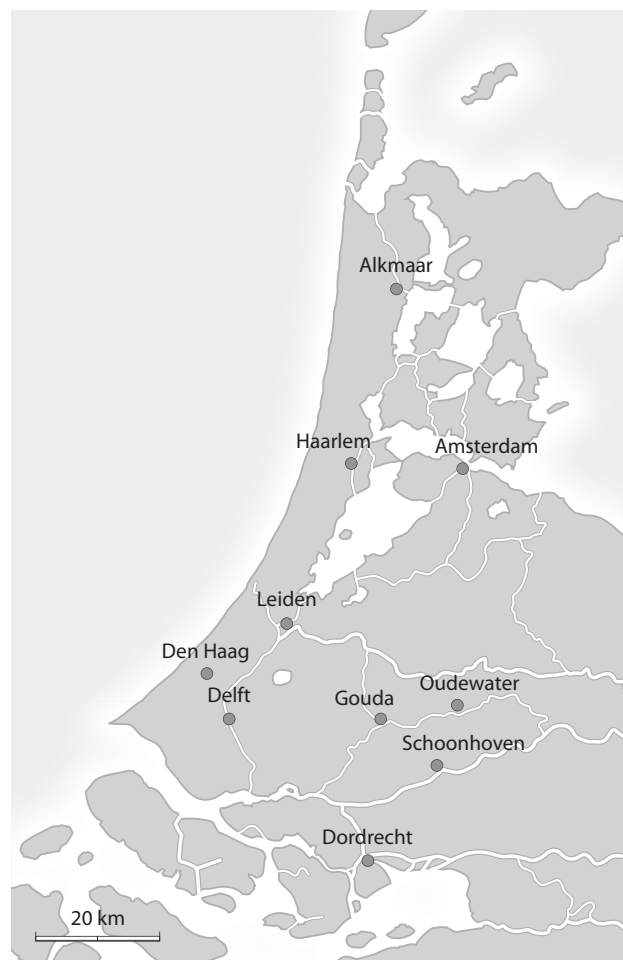 Alkmaar
Haarlem
Amsterdam
Leiden
Den Haag
Oudewater
Delft
Gouda
Schoonhoven
Dordrecht
20 km